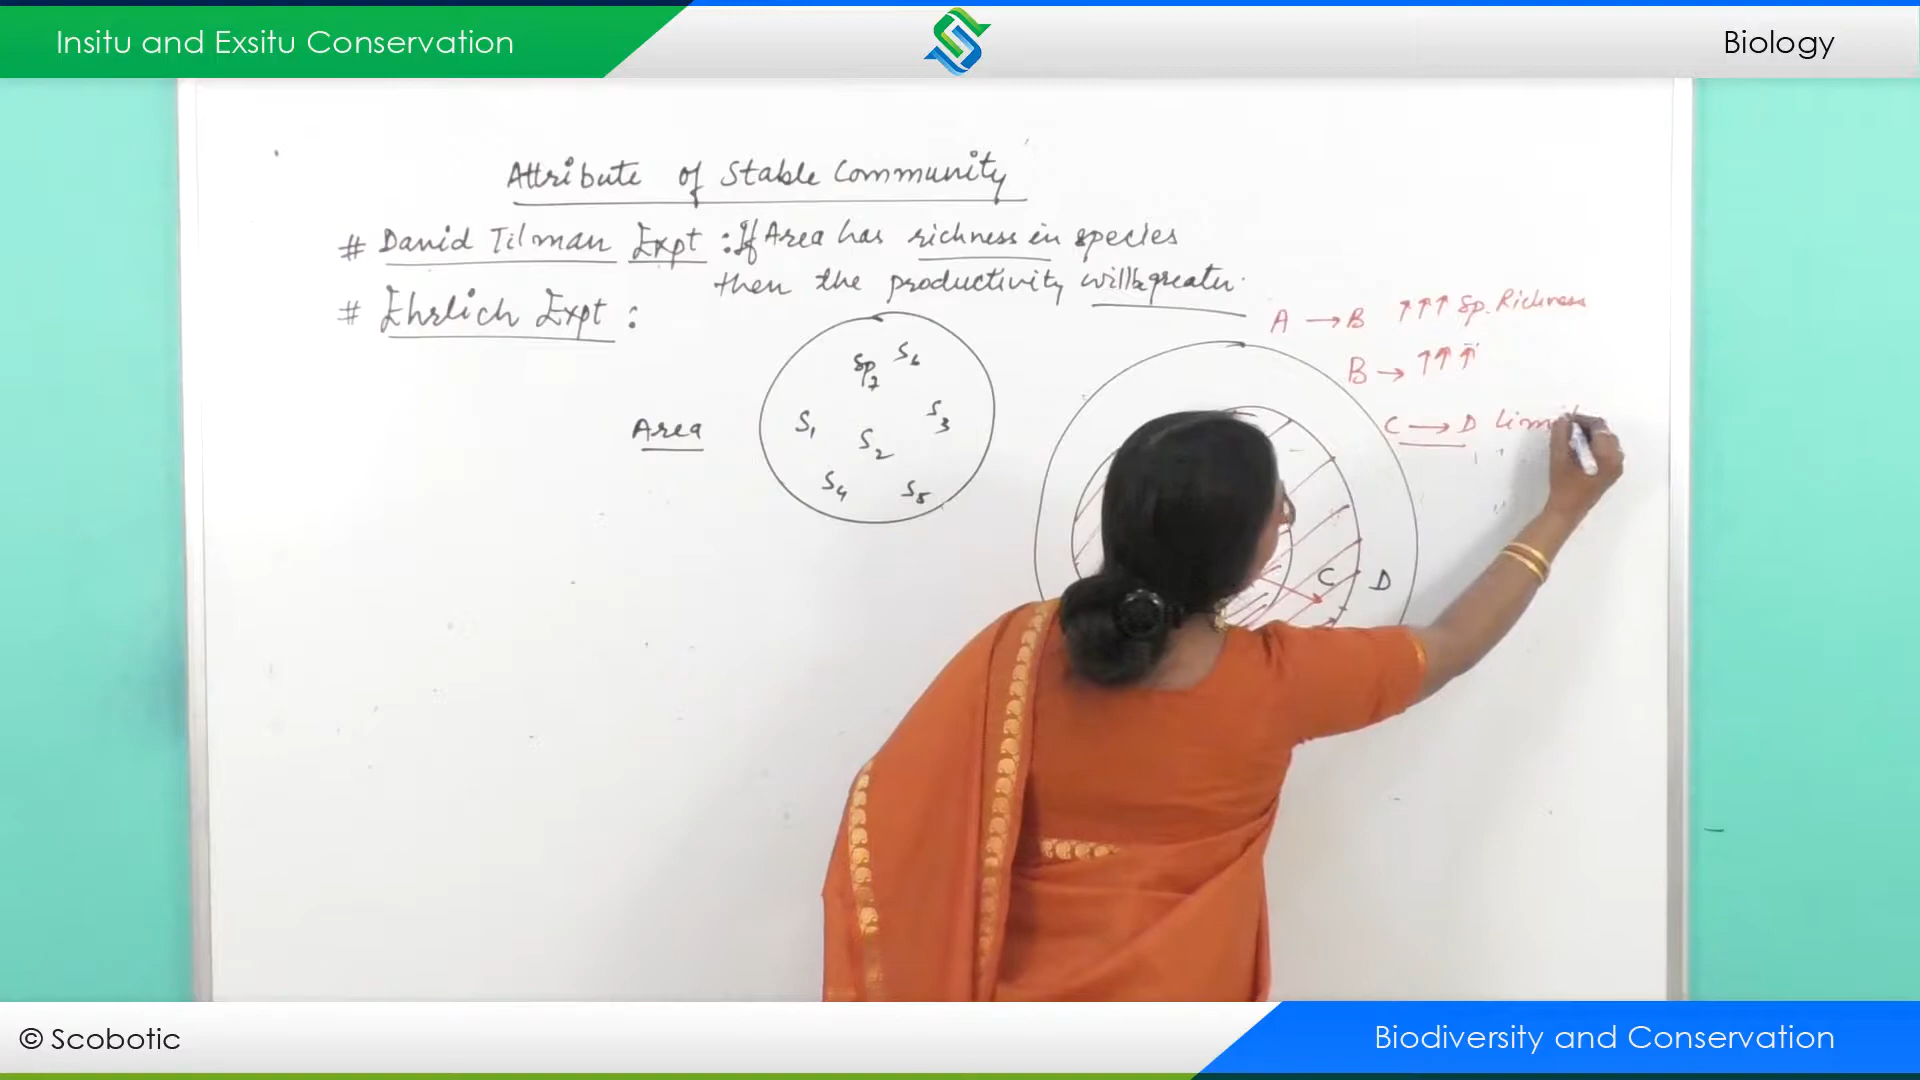 Insitu and Exsitu Conservation
Biology
Attribute of Stable Community
# David Tilman Expt : If Area has richness in species
then the productivity will be greater.
# Ehrlich Expt :
A → B ↑↑↑ Sp. Richness
B → ↑↑↑
C → D
Area
Sp7 S6
S1 S3
S2
S4 S5
C D
© Scobotic
Biodiversity and Conservation